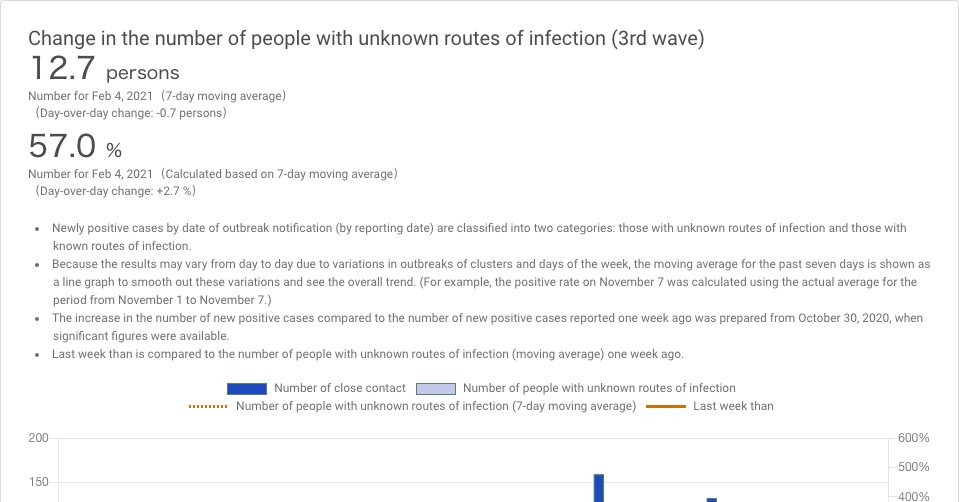 Change in the number of people with unknown routes of infection (3rd wave)
12.7 persons
Number for Feb 4, 2021（7-day moving average）
（Day-over-day change: -0.7 persons）
57.0 %
Number for Feb 4, 2021（Calculated based on 7-day moving average）
（Day-over-day change: +2.7 %）
• Newly positive cases by date of outbreak notification (by reporting date) are classified into two categories: those with unknown routes of infection and those with
known routes of infection.
• Because the results may vary from day to day due to variations in outbreaks of clusters and days of the week, the moving average for the past seven days is shown as
a line graph to smooth out these variations and see the overall trend. (For example, the positive rate on November 7 was calculated using the actual average for the
period from November 1 to November 7.)
• The increase in the number of new positive cases compared to the number of new positive cases reported one week ago was prepared from October 30, 2020, when
significant figures were available.
• Last week than is compared to the number of people with unknown routes of infection (moving average) one week ago.
Number of close contact Number of people with unknown routes of infection
Number of people with unknown routes of infection (7-day moving average) Last week than
200 600%
500%
150
400%